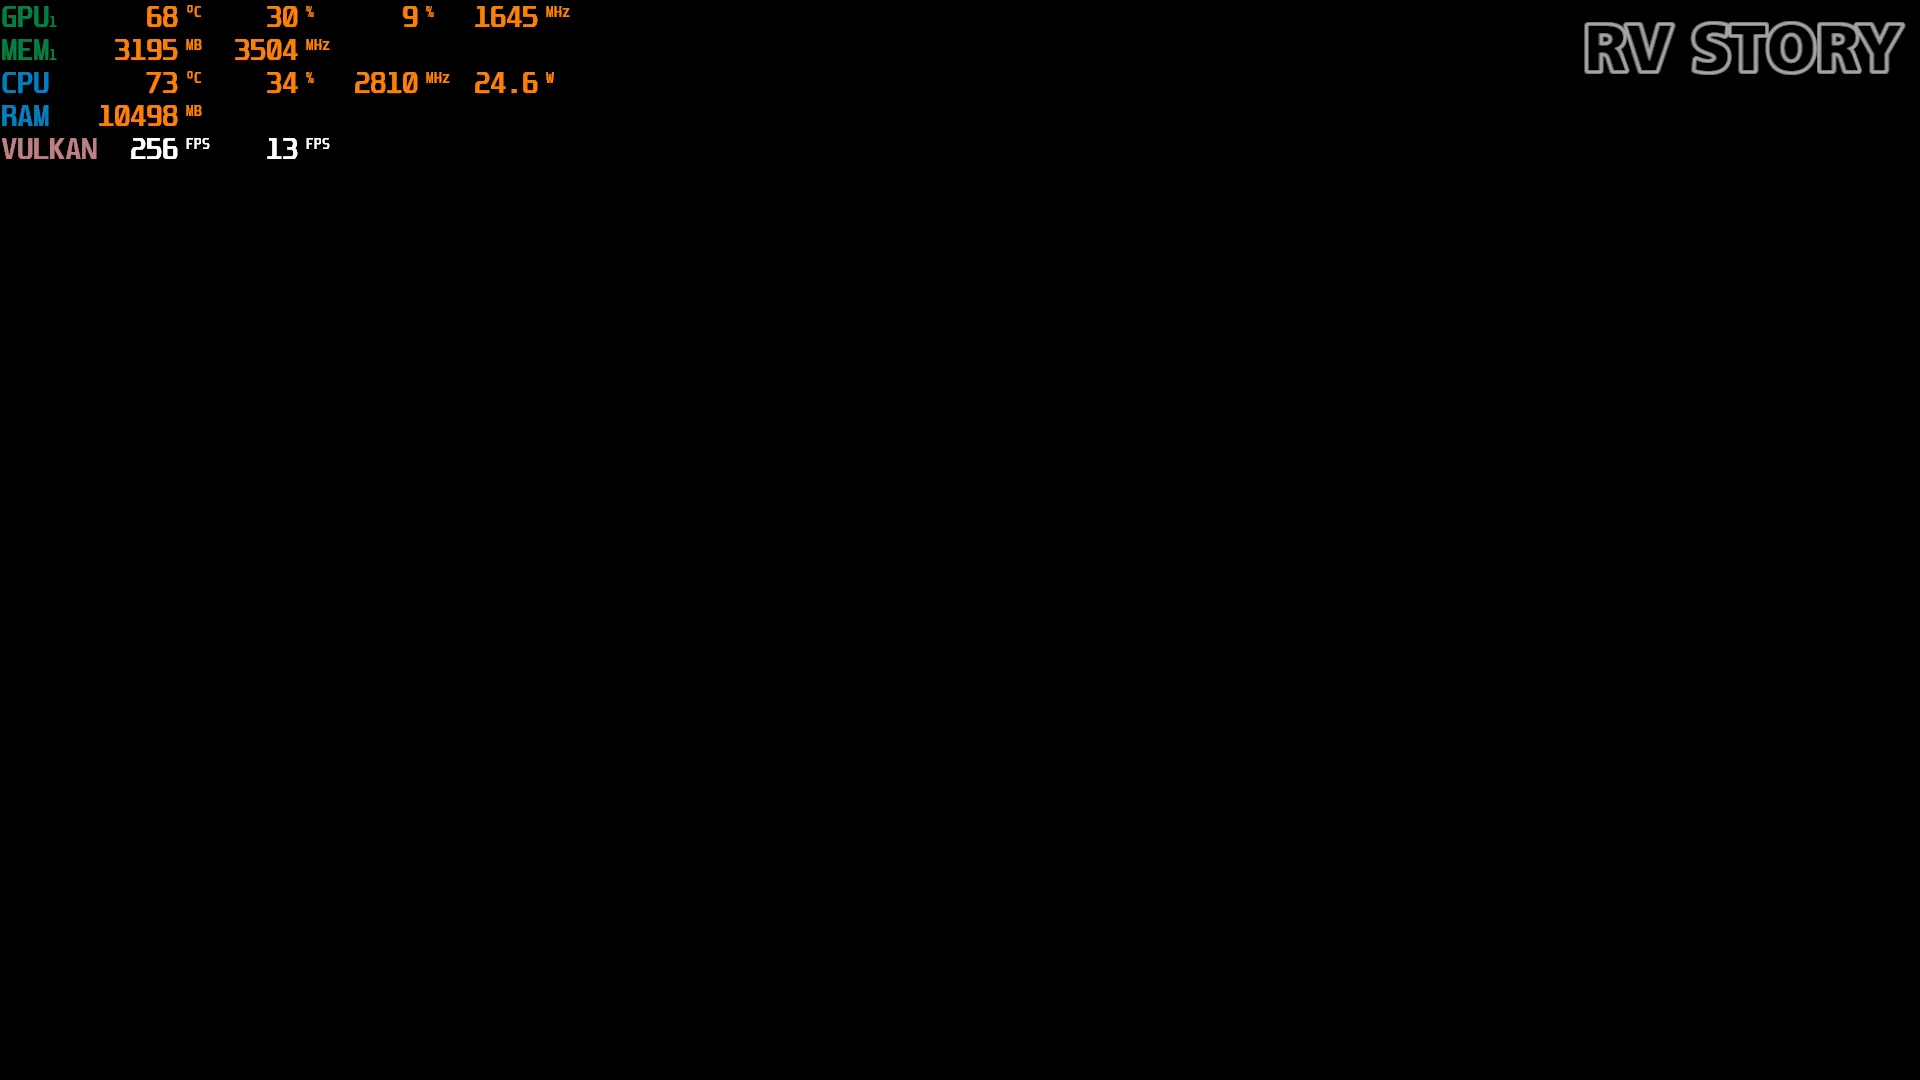 GPU1 68 °C 30 % 9 % 1645 MHz
MEM1 3195 MB 3504 MHz
CPU 73 °C 34 % 2810 MHz 24.6 W
RAM 10498 MB
VULKAN 256 FPS 13 FPS
RV STORY